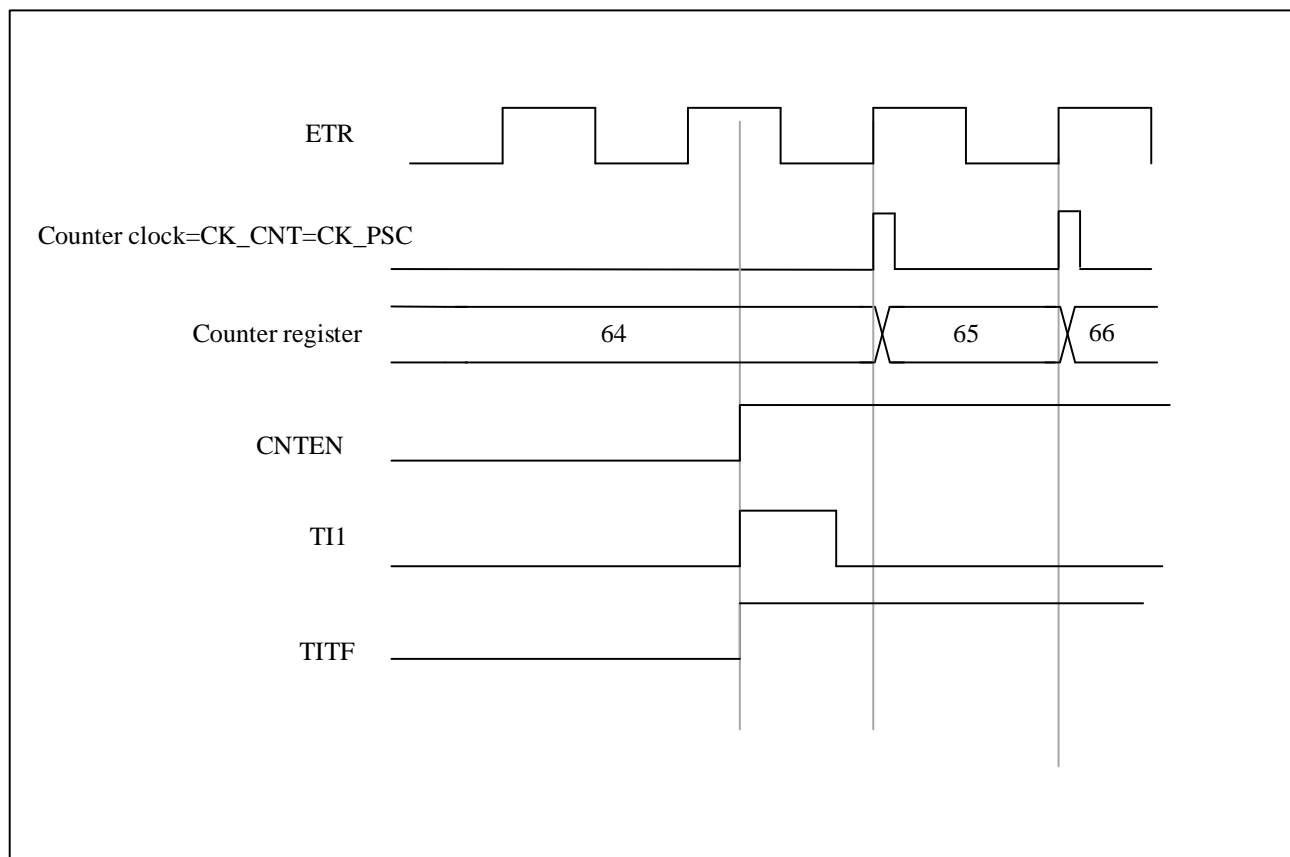 ETR
Counter clock=CK_CNT=CK_PSC
Counter register
64
65
66
CNTEN
TI1
TITF